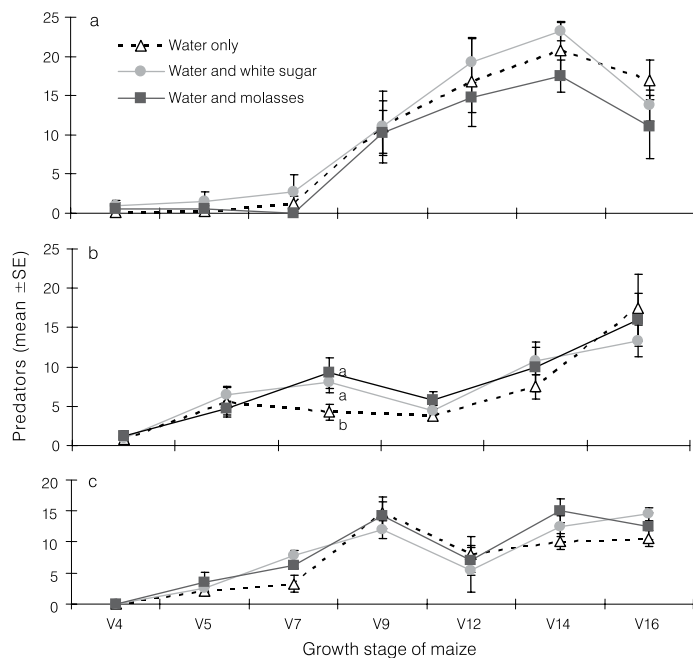 a
25
20
15
10
5
0
Water only
Water and white sugar
Water and molasses
b
25
20
15
10
5
0
a
a
b
c
20
15
10
5
0
V4 V5 V7 V9 V12 V14 V16
Growth stage of maize
Predators (mean ±SE)